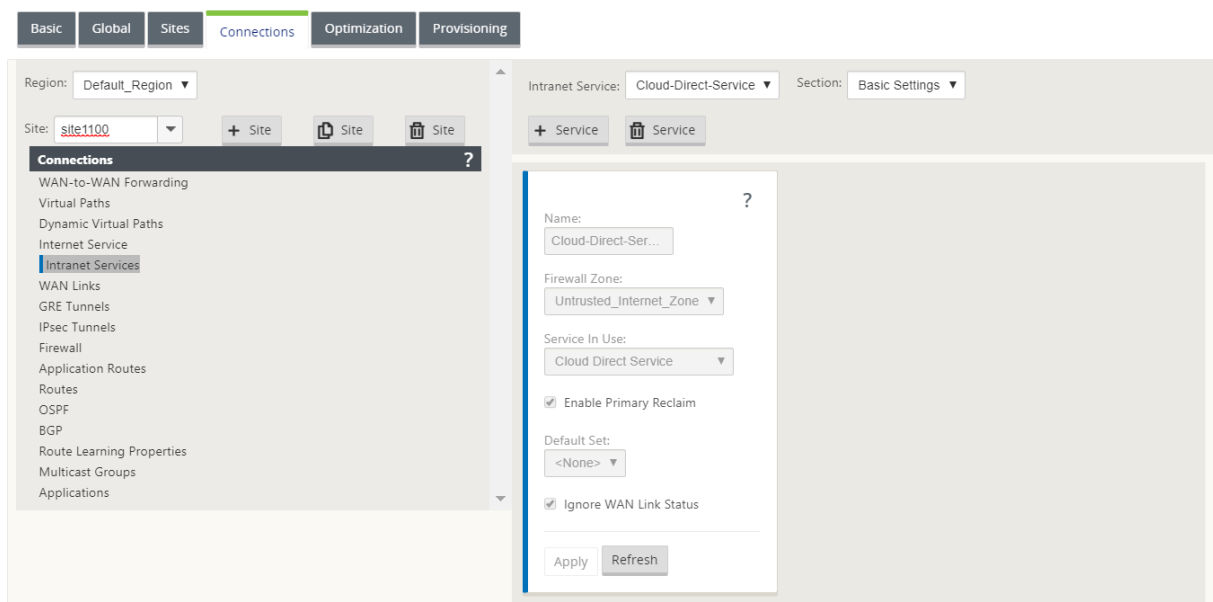 Basic Global Sites Connections Optimization Provisioning
Region: Default_Region
Site: site1100 + Site Site Site
Connections ?
WAN-to-WAN Forwarding
Virtual Paths
Dynamic Virtual Paths
Internet Service
Intranet Services
WAN Links
GRE Tunnels
IPsec Tunnels
Firewall
Application Routes
Routes
OSPF
BGP
Route Learning Properties
Multicast Groups
Applications
Intranet Service: Cloud-Direct-Service Section: Basic Settings
+ Service Service
?
Name:
Cloud-Direct-Ser...
Firewall Zone:
Untrusted_Internet_Zone
Service In Use:
Cloud Direct Service
Enable Primary Reclaim
Default Set:
<None>
Ignore WAN Link Status
Apply Refresh